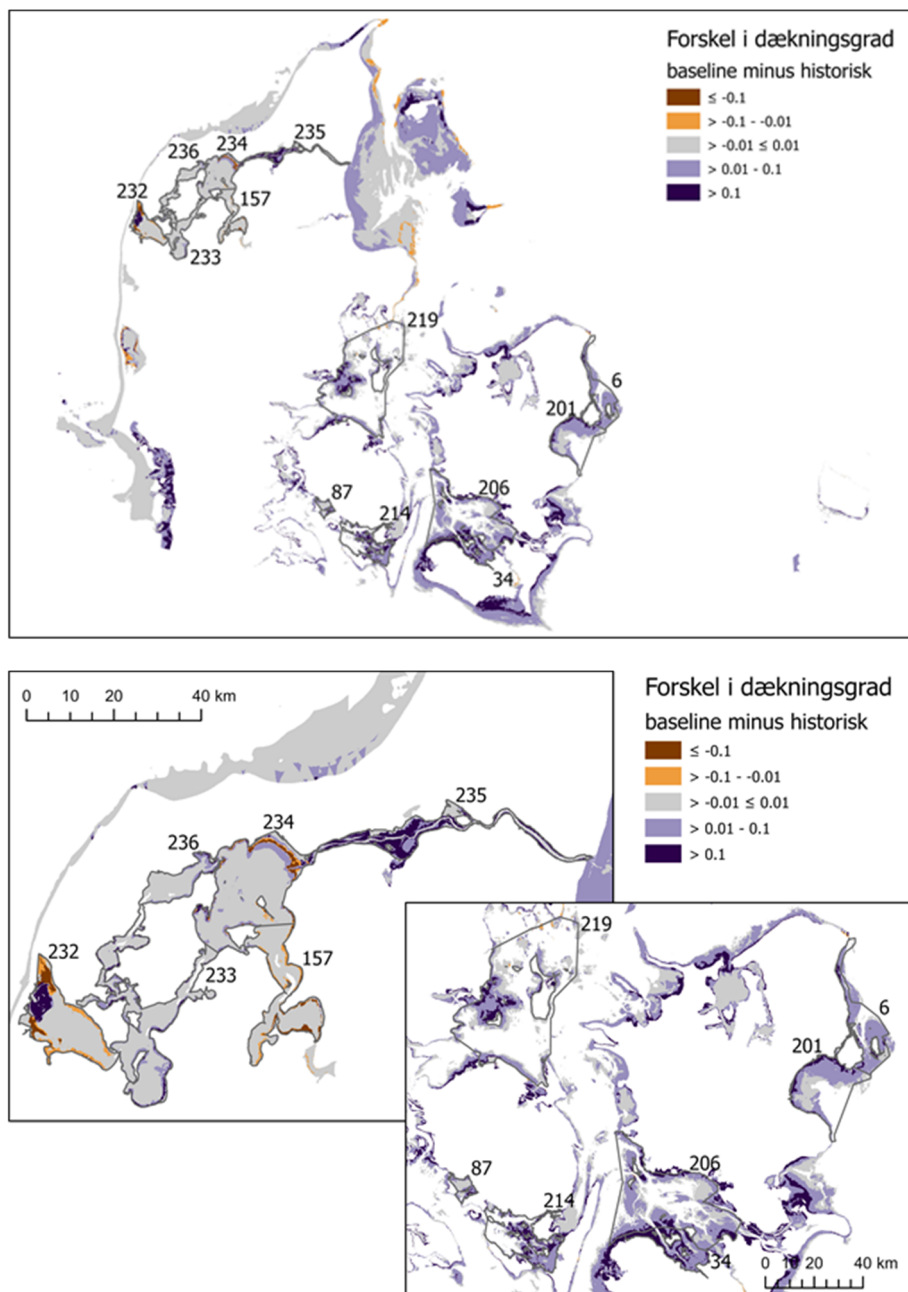 Forskel i dækningsgrad
baseline minus historisk
≤ -0.1
> -0.1 - -0.01
> -0.01 ≤ 0.01
> 0.01 - 0.1
> 0.1
235
234
236
232
157
233
219
6
201
87
206
214
34
0 10 20 40 km
Forskel i dækningsgrad
baseline minus historisk
≤ -0.1
> -0.1 - -0.01
> -0.01 ≤ 0.01
> 0.01 - 0.1
> 0.1
235
234
236
232
157
233
219
6
201
87
206
214
34
0 10 20 40 km